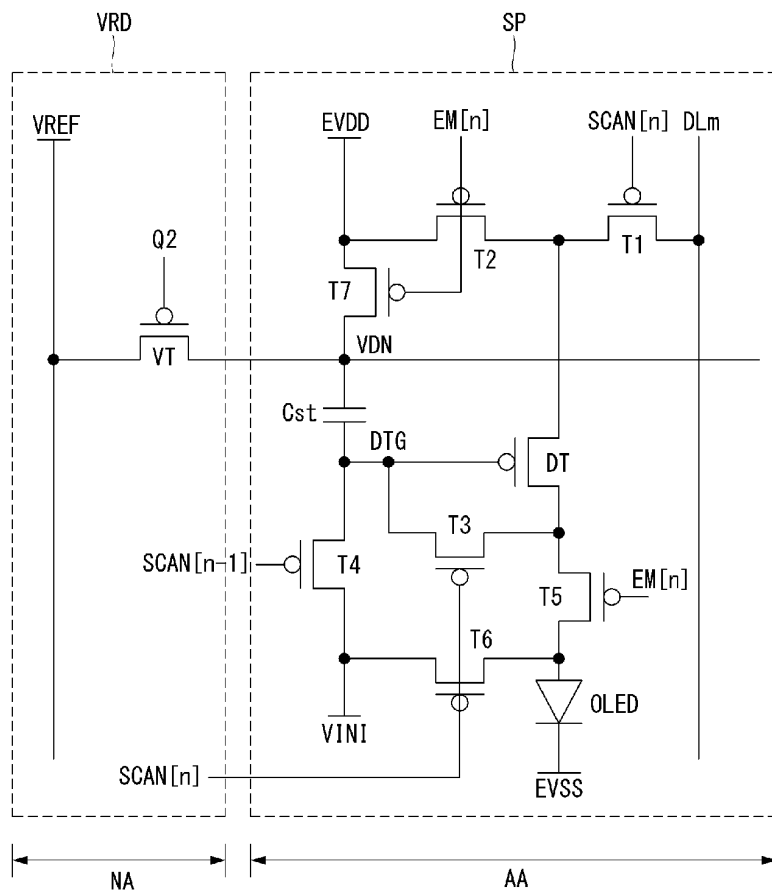 VRD
SP
VREF
EVDD
EM[n]
SCAN[n]
DLm
Q2
T7
T2
T1
VT
VDN
Cst
DTG
DT
T3
SCAN[n-1]
T4
T5
EM[n]
T6
VINI
OLED
SCAN[n]
EVSS
NA
AA